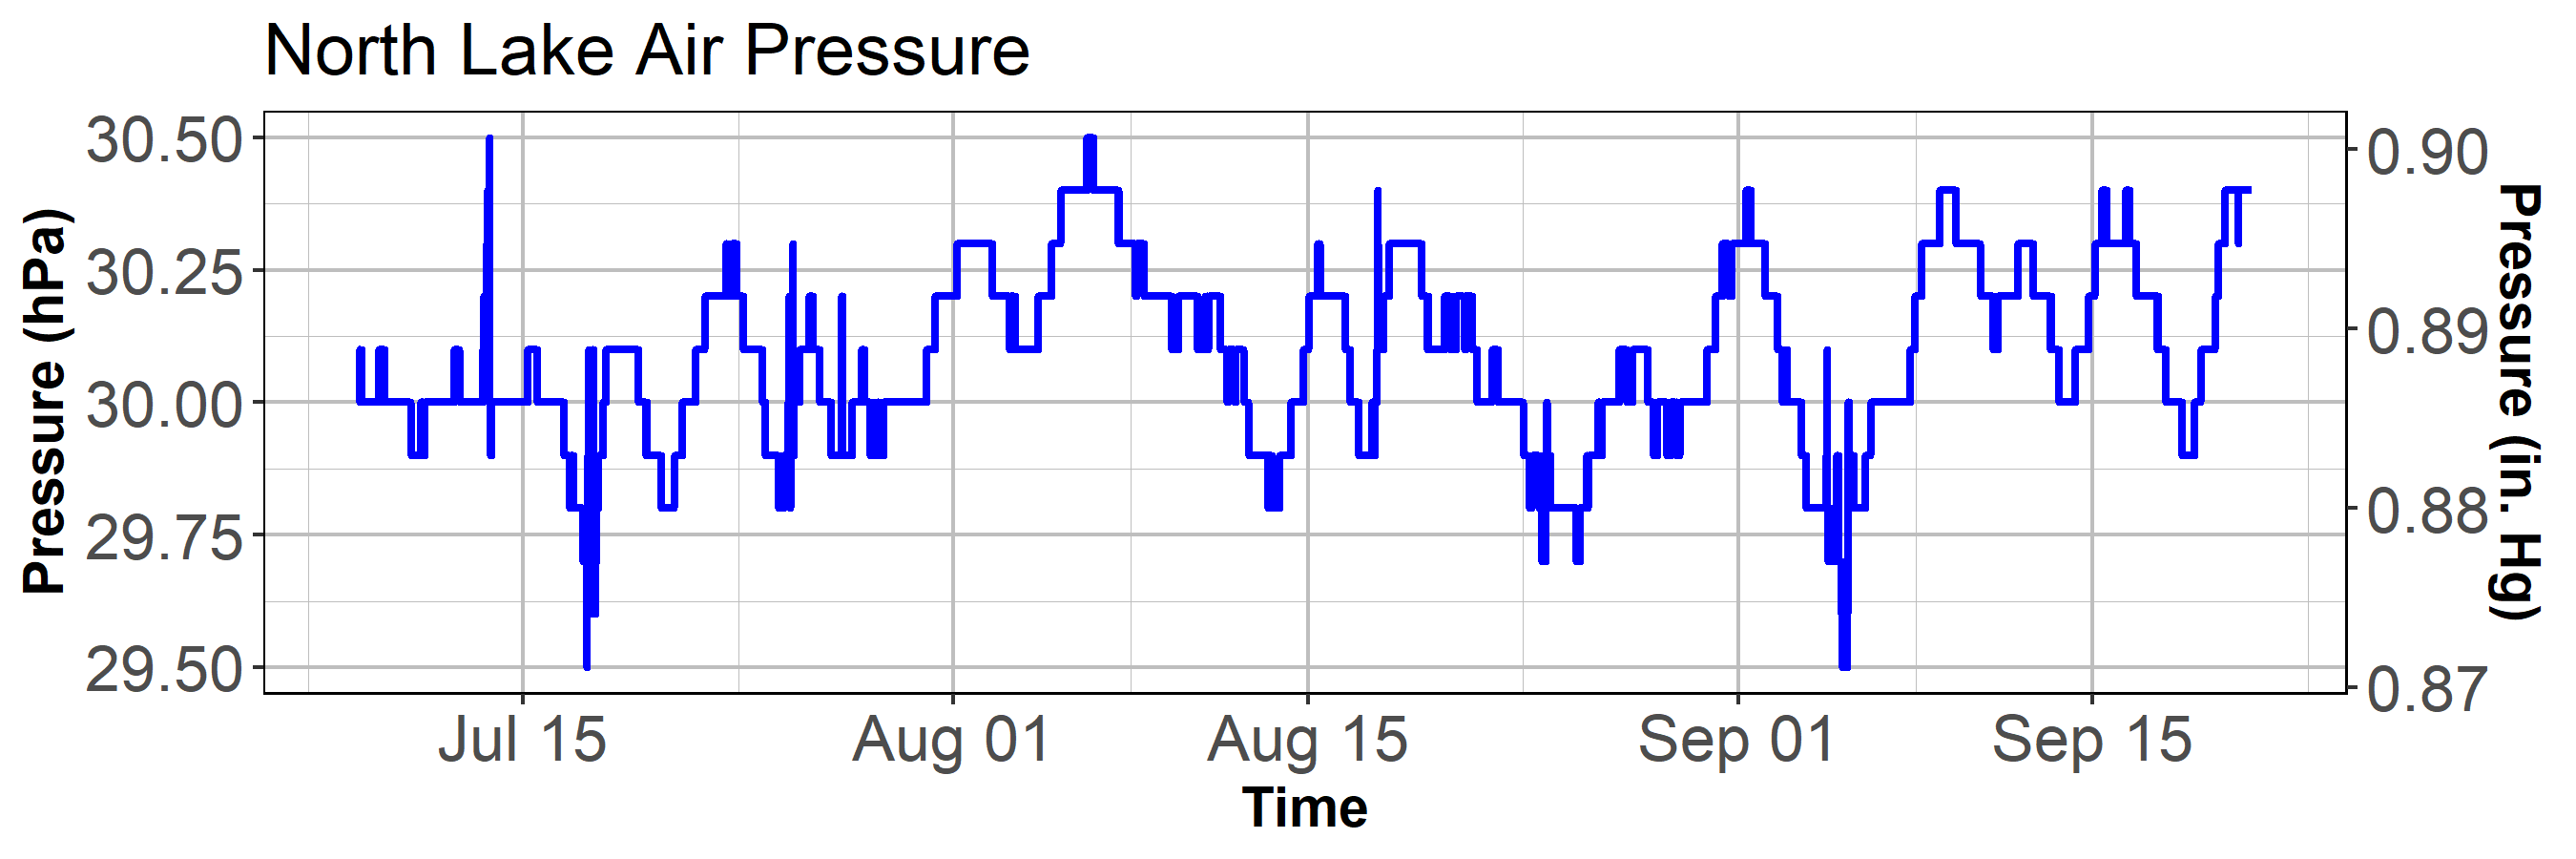 North Lake Air Pressure
Pressure (hPa)
30.50
30.25
30.00
29.75
29.50
0.90
0.89
0.88
0.87
Pressure (in. Hg)
Jul 15
Aug 01
Aug 15
Sep 01
Sep 15
Time